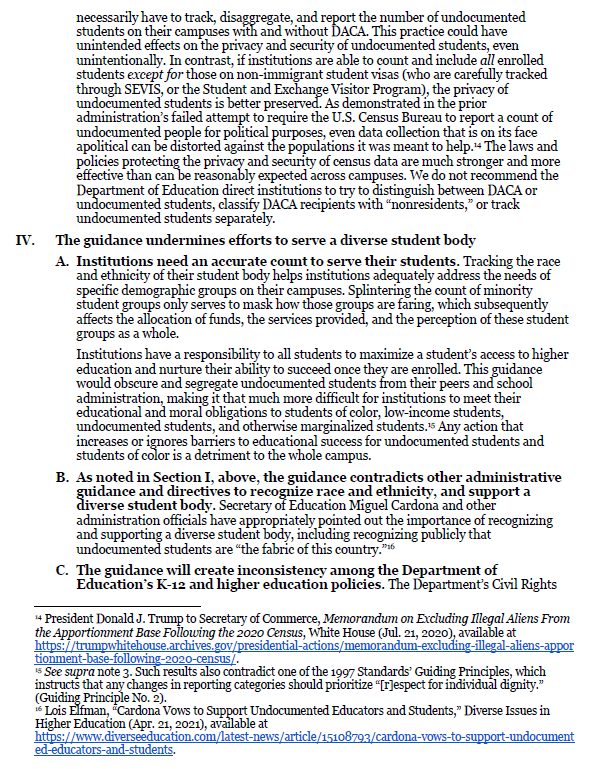 necessarily have to track, disaggregate, and report the number of undocumented
students on their campuses with and without DACA. This practice could have
unintended effects on the privacy and security of undocumented students, even
unintentionally. In contrast, if institutions are able to count and include all enrolled
students except for those on non-immigrant student visas (who are carefully tracked
through SEVIS, or the Student and Exchange Visitor Program), the privacy of
undocumented students is better preserved. As demonstrated in the prior
administration's failed attempt to require the U.S. Census Bureau to report a count of
undocumented people for political purposes, even data collection that is on its face
apolitical can be distorted against the populations it was meant to help.14 The laws and
policies protecting the privacy and security of census data are much stronger and more
effective than can be reasonably expected across campuses. We do not recommend the
Department of Education direct institutions to try to distinguish between DACA or
undocumented students, classify DACA recipients with "nonresidents," or track
undocumented students separately.
IV. The guidance undermines efforts to serve a diverse student body
A. Institutions need an accurate count to serve their students. Tracking the race
and ethnicity of their student body helps institutions adequately address the needs of
specific demographic groups on their campuses. Splintering the count of minority
student groups only serves to mask how those groups are faring, which subsequently
affects the allocation of funds, the services provided, and the perception of these student
groups as a whole.
Institutions have a responsibility to all students to maximize a student's access to higher
education and nurture their ability to succeed once they are enrolled. This guidance
would obscure and segregate undocumented students from their peers and school
administration, making it that much more difficult for institutions to meet their
educational and moral obligations to students of color, low-income students,
undocumented students, and otherwise marginalized students.15 Any action that
increases or ignores barriers to educational success for undocumented students and
students of color is a detriment to the whole campus.
B. As noted in Section I, above, the guidance contradicts other administrative
guidance and directives to recognize race and ethnicity, and support a
diverse student body. Secretary of Education Miguel Cardona and other
administration officials have appropriately pointed out the importance of recognizing
and supporting a diverse student body, including recognizing publicly that
undocumented students are "the fabric of this country."16
C. The guidance will create inconsistency among the Department of
Education's K-12 and higher education policies. The Department's Civil Rights
14 President Donald J. Trump to Secretary of Commerce, Memorandum on Excluding Illegal Aliens From
the Apportionment Base Following the 2020 Census, White House (Jul. 21, 2020), available at
https://trumpwhitehouse.archives.gov/presidential-actions/memorandum-excluding-illegal-aliens-appor
tionment-base-following-2020-census/.
15 See supra note 3. Such results also contradict one of the 1997 Standards' Guiding Principles, which
instructs that any changes in reporting categories should prioritize "[r]espect for individual dignity."
(Guiding Principle No. 2).
16 Lois Elfman, "Cardona Vows to Support Undocumented Educators and Students," Diverse Issues in
Higher Education (Apr. 21, 2021), available at
https://www.diverseeducation.com/latest-news/article/15108793/cardona-vows-to-support-undocument
ed-educators-and-students.